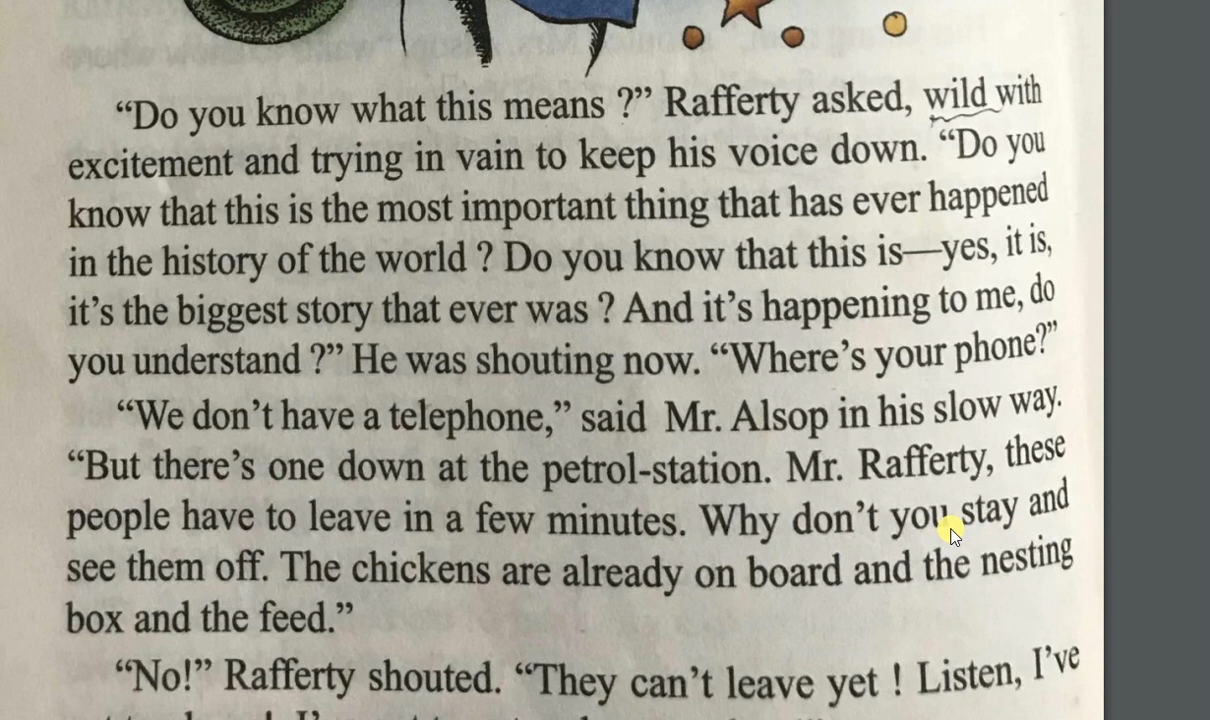 “Do you know what this means ?” Rafferty asked, wild with
excitement and trying in vain to keep his voice down. “Do you
know that this is the most important thing that has ever happened
in the history of the world ? Do you know that this is—yes, it is,
it’s the biggest story that ever was ? And it’s happening to me, do
you understand ?” He was shouting now. “Where’s your phone?”
“We don’t have a telephone,” said Mr. Alsop in his slow way.
“But there’s one down at the petrol-station. Mr. Rafferty, these
people have to leave in a few minutes. Why don’t you stay and
see them off. The chickens are already on board and the nesting
box and the feed.”
“No!” Rafferty shouted. “They can’t leave yet ! Listen, I’ve